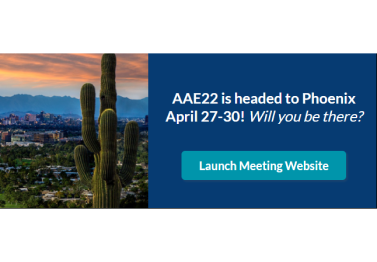 AAE22 is headed to Phoenix
April 27-30! Will you be there?
Launch Meeting Website